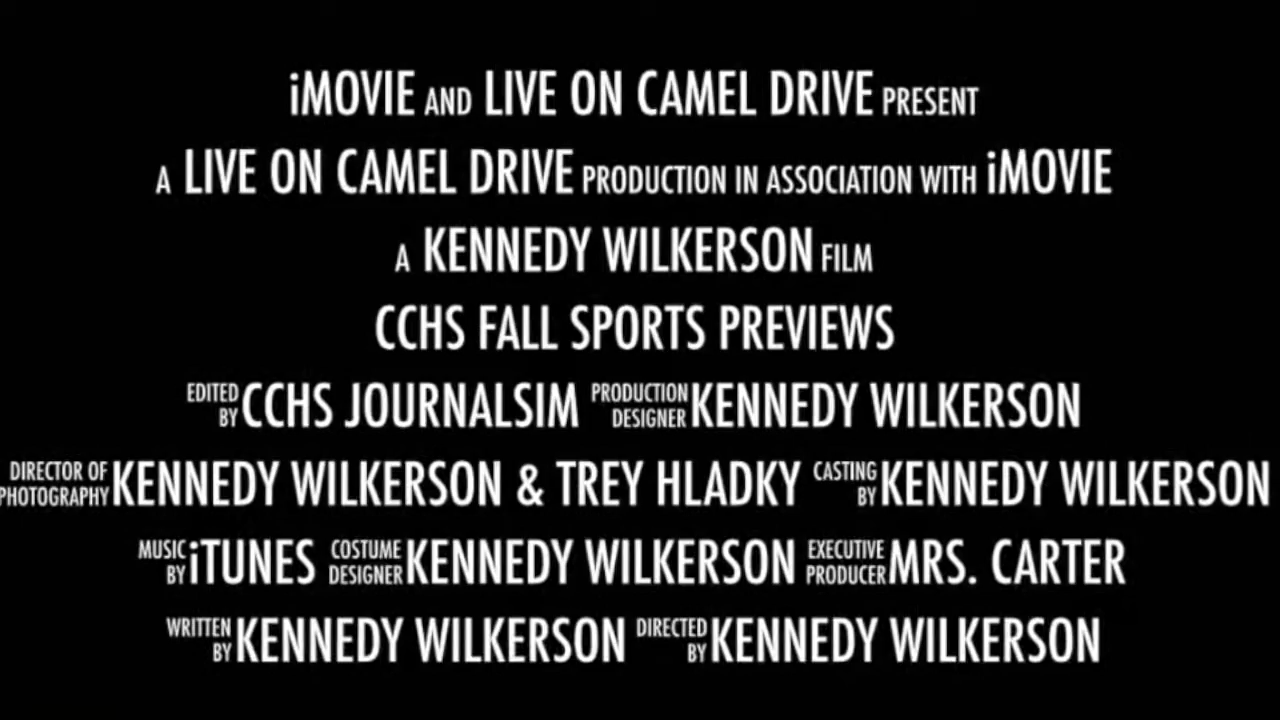 iMOVIE AND LIVE ON CAMEL DRIVE PRESENT
A LIVE ON CAMEL DRIVE PRODUCTION IN ASSOCIATION WITH iMOVIE
A KENNEDY WILKERSON FILM
CCHS FALL SPORTS PREVIEWS
EDITED BY CCHS JOURNALSIM PRODUCTION DESIGNER KENNEDY WILKERSON
DIRECTOR OF PHOTOGRAPHY KENNEDY WILKERSON & TREY HLADKY CASTING BY KENNEDY WILKERSON
MUSIC BY iTUNES COSTUME DESIGNER KENNEDY WILKERSON EXECUTIVE PRODUCER MRS. CARTER
WRITTEN BY KENNEDY WILKERSON DIRECTED BY KENNEDY WILKERSON